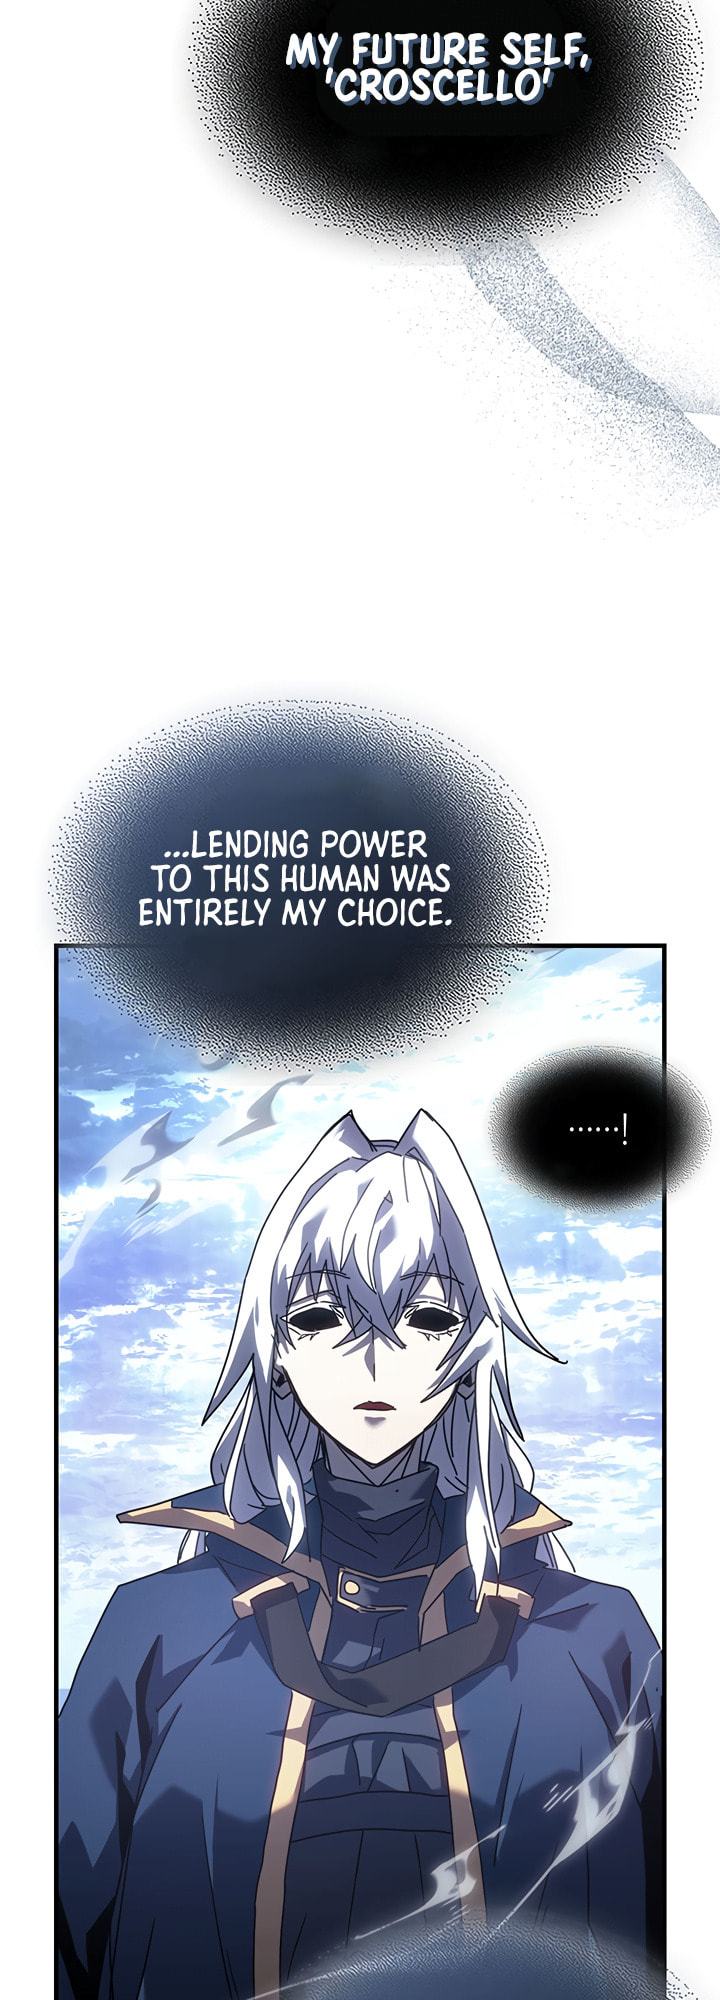 MY FUTURE SELF,
'CROSCELLO'
...LENDING POWER
TO THIS HUMAN WAS
ENTIRELY MY CHOICE.
......!